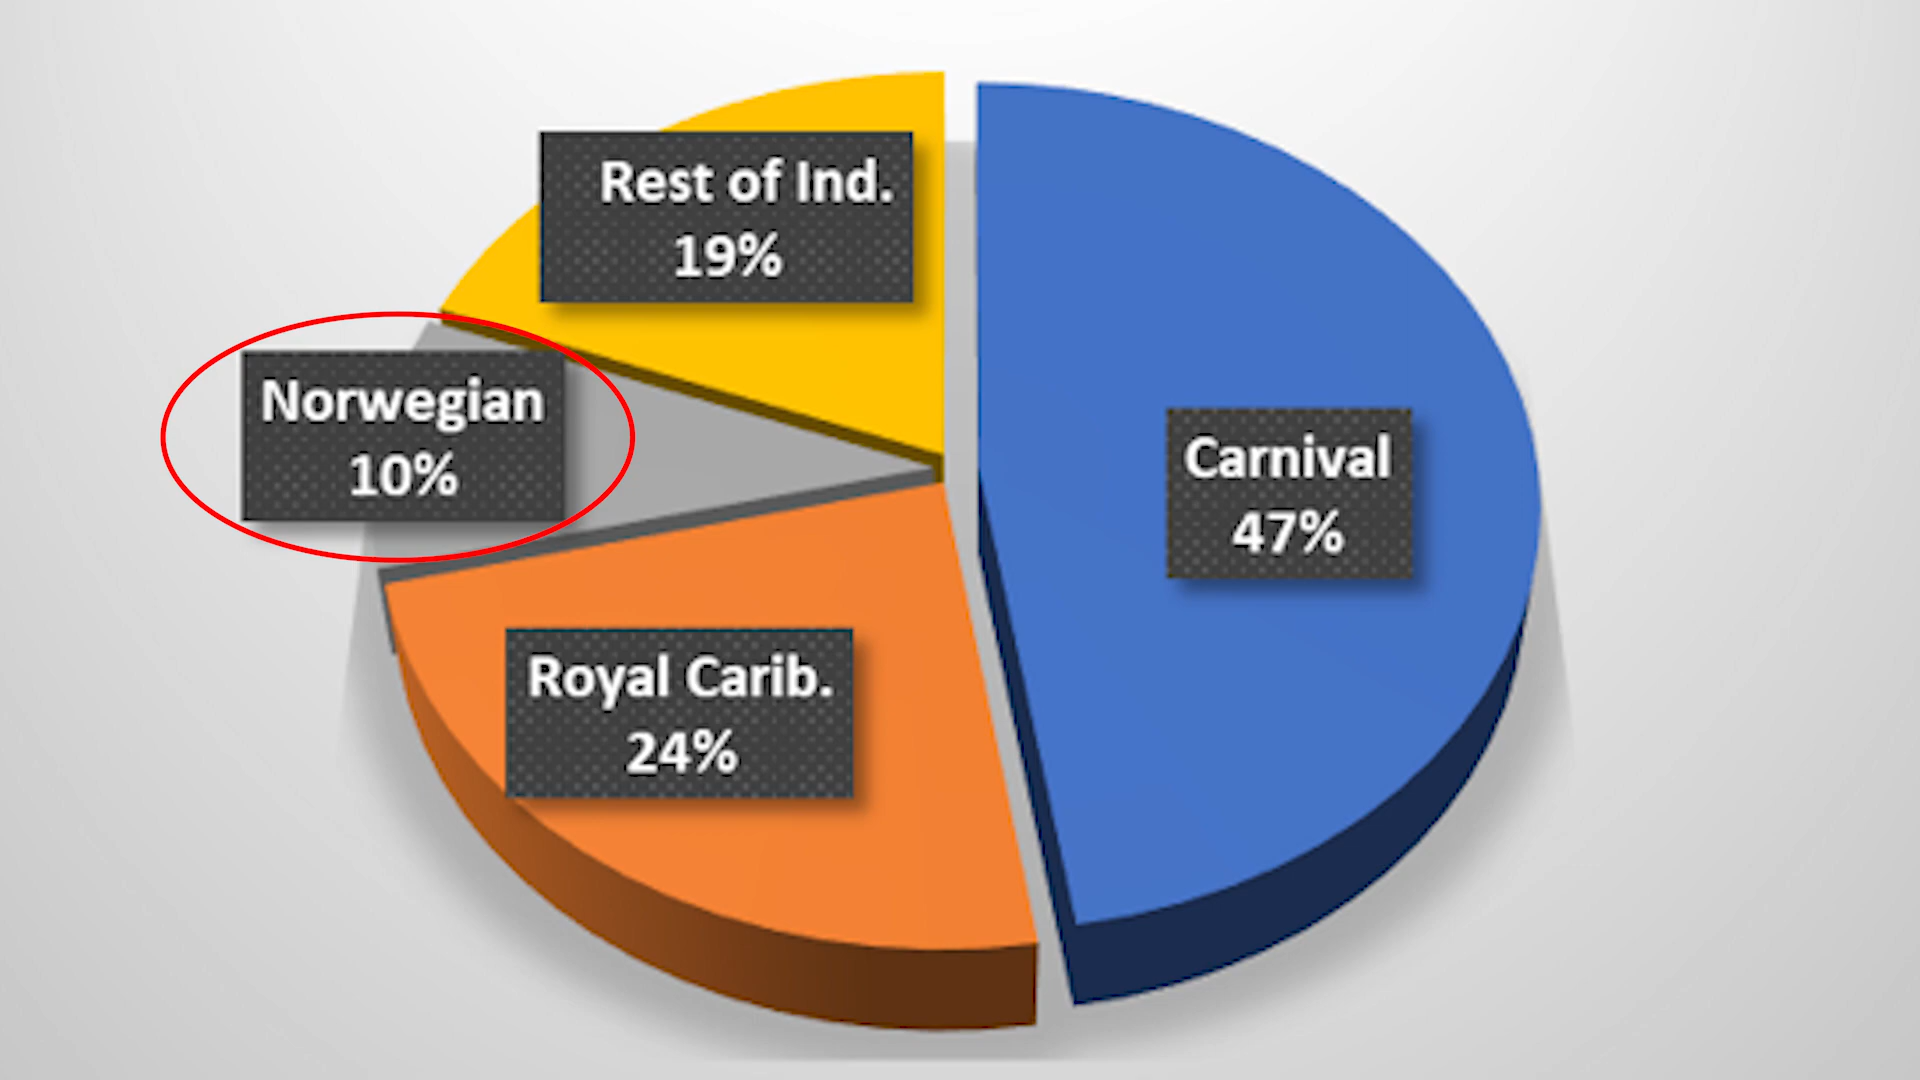 Rest of Ind.
19%
Norwegian
10%
Carnival
47%
Royal Carib.
24%